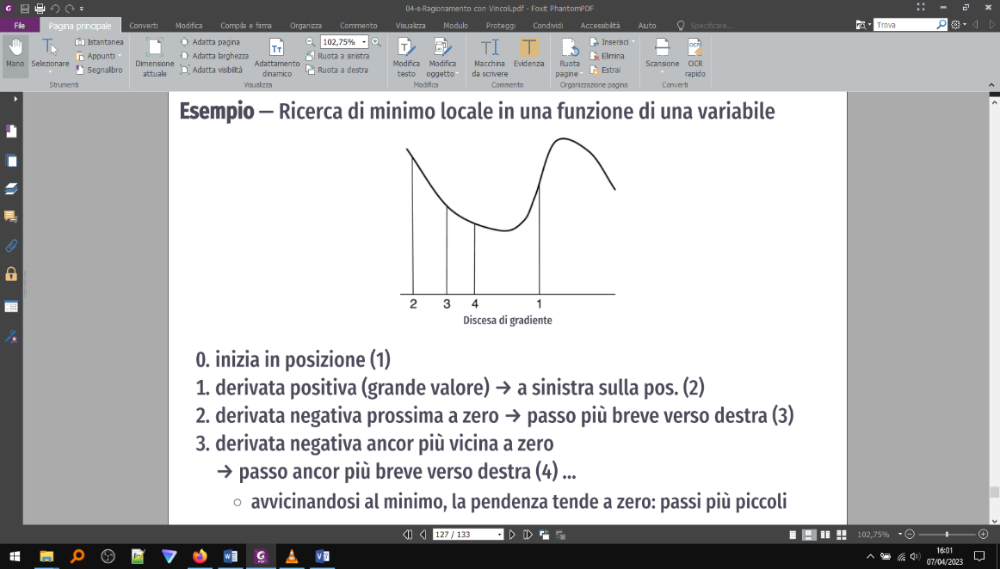 04-s-Ragionamento con Vincoli.pdf - Foxit PhantomPDF
File Pagina principale Converti Modifica Compila e firma Organizza Commento Visualizza Modulo Proteggi Condividi Accessibilità Aiuto Specificare... Trova
Mano
Selezionare
Istantanea
Appunti
Segnalibro
Strumenti
Dimensione
attuale
Adatta pagina
Adatta larghezza
Adatta visibilità
Adattamento
dinamico
102,75%
Ruota a sinistra
Ruota a destra
Visualizza
Modifica
testo
Modifica
oggetto
Modifica
Macchina
da scrivere
Evidenzia
Commento
Ruota
pagine
Inserisci
Elimina
Estrai
Organizzazione pagina
Scansione
OCR
OCR
rapido
Converti
Esempio — Ricerca di minimo locale in una funzione di una variabile
2 3 4 1
Discesa di gradiente
0. inizia in posizione (1)
1. derivata positiva (grande valore) → a sinistra sulla pos. (2)
2. derivata negativa prossima a zero → passo più breve verso destra (3)
3. derivata negativa ancor più vicina a zero
→ passo ancor più breve verso destra (4) ...
○ avvicinandosi al minimo, la pendenza tende a zero: passi più piccoli
127 / 133
102,75%
16:01
07/04/2023